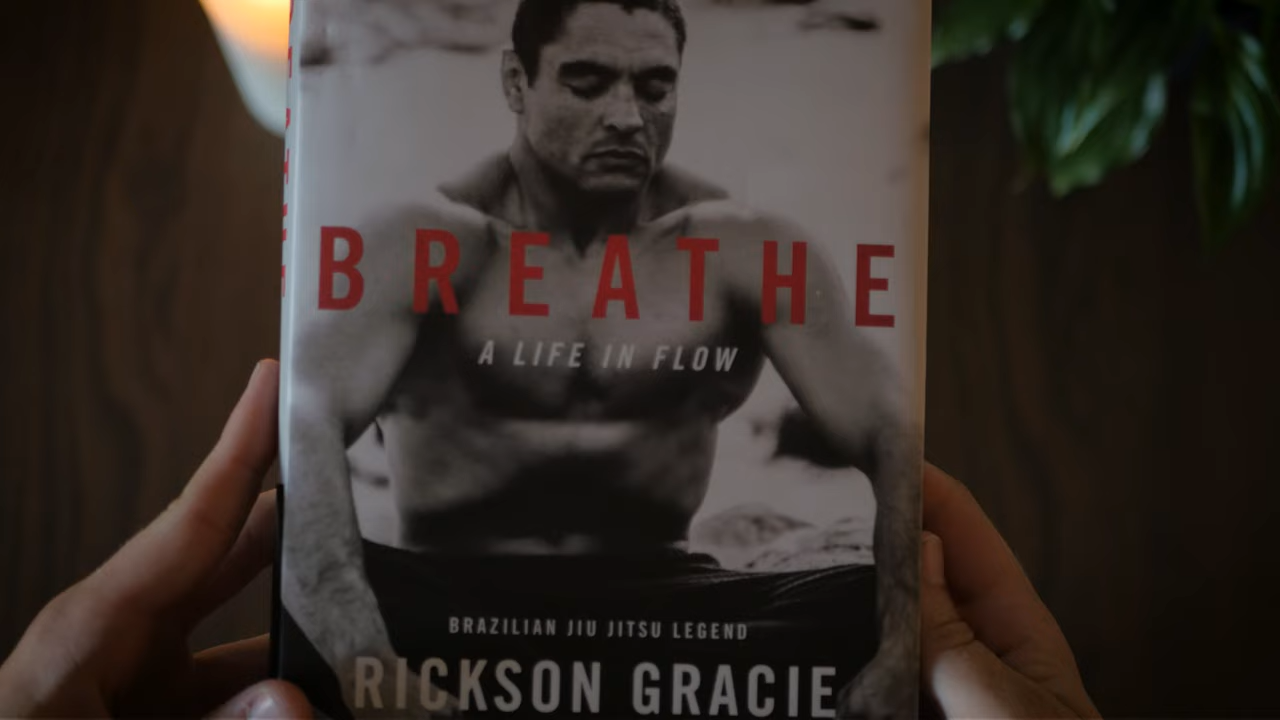 BREATHE
A LIFE IN FLOW
BRAZILIAN JIU JITSU LEGEND
RICKSON GRACIE